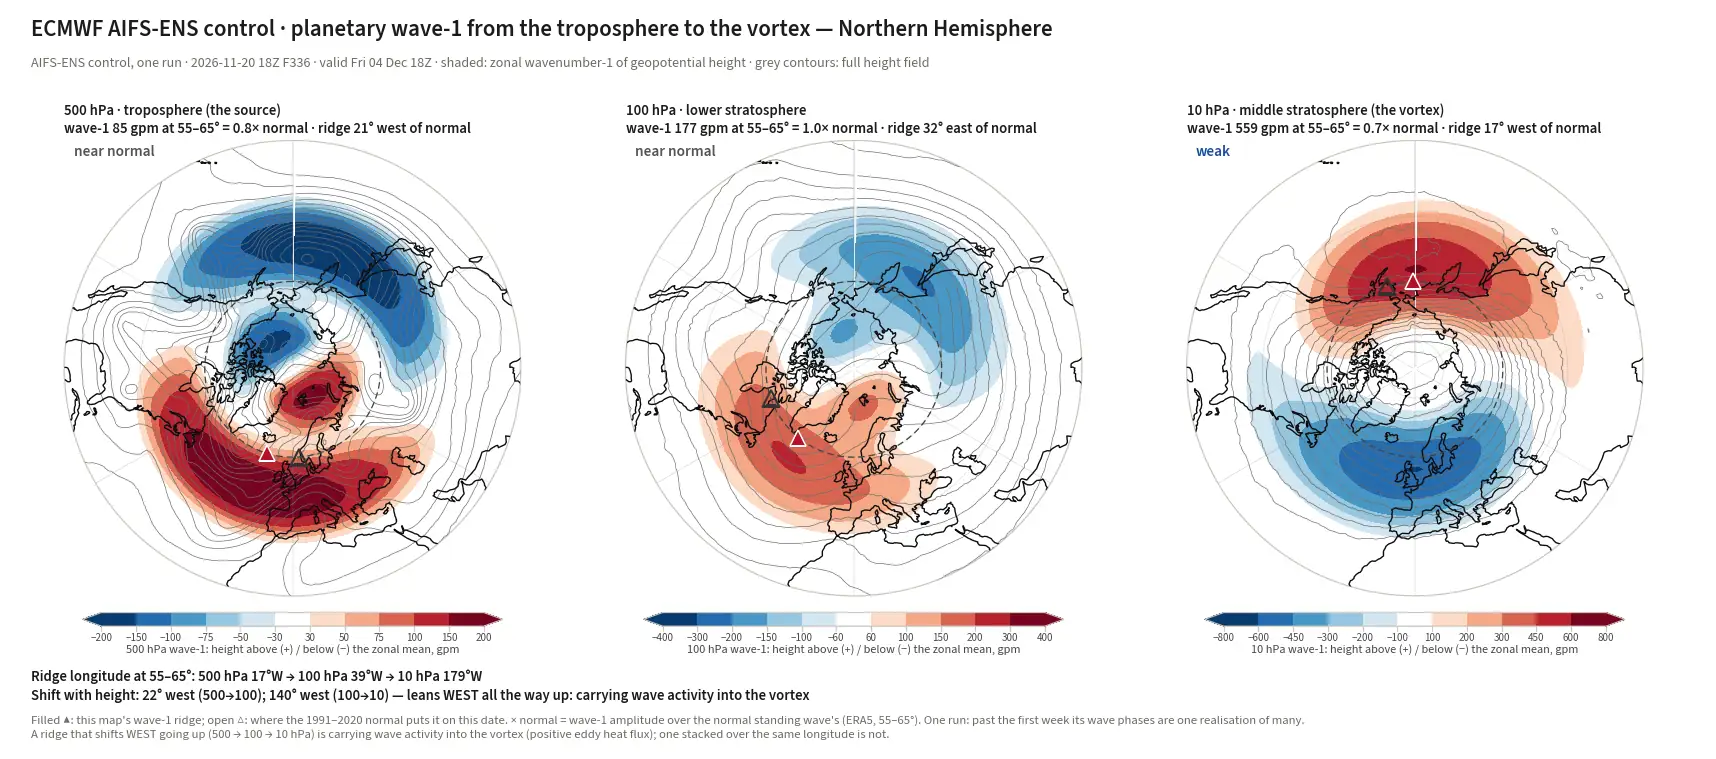 ECMWF AIFS-ENS control · planetary wave-1 from the troposphere to the vortex — Northern Hemisphere
AIFS-ENS control, one run · 2026-11-20 18Z F336 · valid Fri 04 Dec 18Z · shaded: zonal wavenumber-1 of geopotential height · grey contours: full height field
500 hPa · troposphere (the source)
wave-1 85 gpm at 55–65° = 0.8× normal · ridge 21° west of normal
near normal
100 hPa · lower stratosphere
wave-1 177 gpm at 55–65° = 1.0× normal · ridge 32° east of normal
near normal
10 hPa · middle stratosphere (the vortex)
wave-1 559 gpm at 55–65° = 0.7× normal · ridge 17° west of normal
weak
−200 −150 −100 −75 −50 −30 30 50 75 100 150 200
500 hPa wave-1: height above (+) / below (−) the zonal mean, gpm
−400 −300 −200 −150 −100 −60 60 100 150 200 300 400
100 hPa wave-1: height above (+) / below (−) the zonal mean, gpm
−800 −600 −450 −300 −200 −100 100 200 300 450 600 800
10 hPa wave-1: height above (+) / below (−) the zonal mean, gpm
Ridge longitude at 55–65°: 500 hPa 17°W → 100 hPa 39°W → 10 hPa 179°W
Shift with height: 22° west (500→100); 140° west (100→10) — leans WEST all the way up: carrying wave activity into the vortex
Filled ▲: this map's wave-1 ridge; open △: where the 1991–2020 normal puts it on this date. × normal = wave-1 amplitude over the normal standing wave's (ERA5, 55–65°). One run: past the first week its wave phases are one realisation of many.
A ridge that shifts WEST going up (500 → 100 → 10 hPa) is carrying wave activity into the vortex (positive eddy heat flux); one stacked over the same longitude is not.